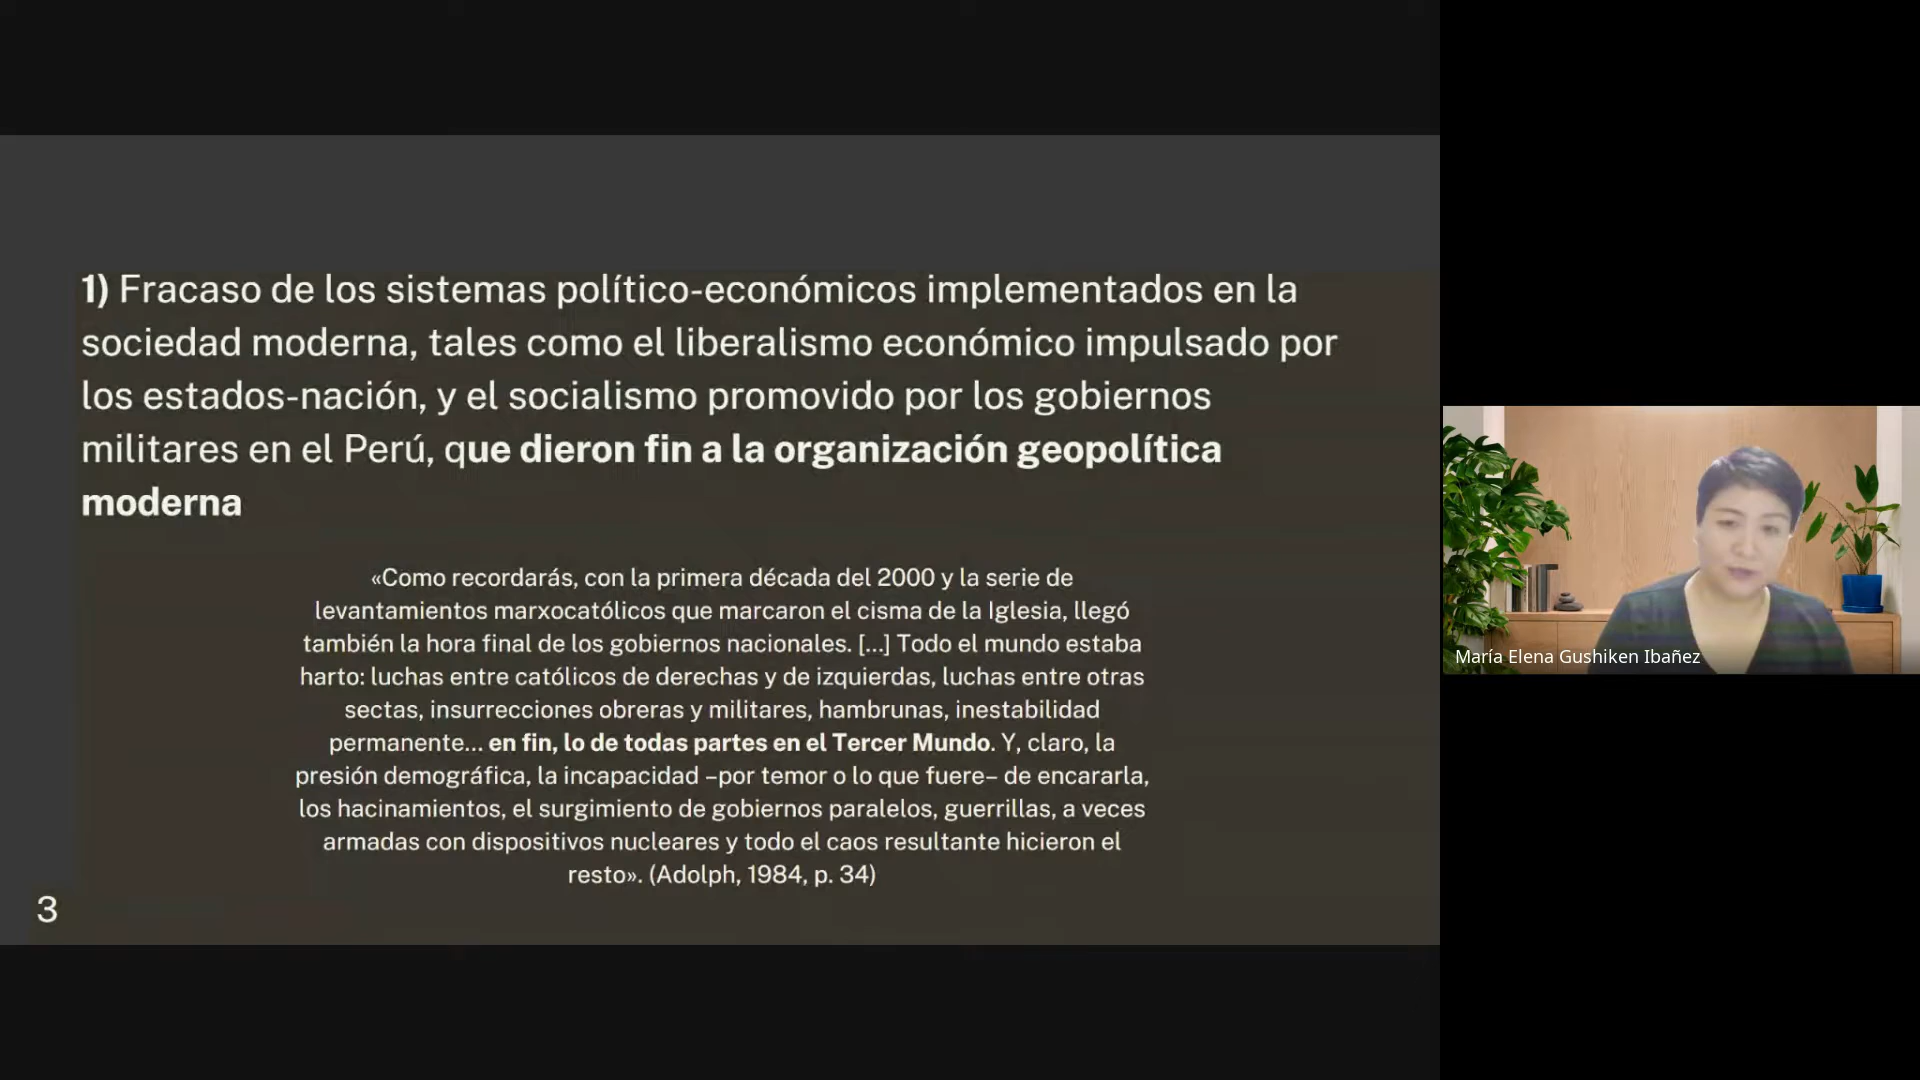 1) Fracaso de los sistemas político-económicos implementados en la
sociedad moderna, tales como el liberalismo económico impulsado por
los estados-nación, y el socialismo promovido por los gobiernos
militares en el Perú, que dieron fin a la organización geopolítica
moderna
«Como recordarás, con la primera década del 2000 y la serie de
levantamientos marxocatólicos que marcaron el cisma de la Iglesia, llegó
también la hora final de los gobiernos nacionales. [...] Todo el mundo estaba
harto: luchas entre católicos de derechas y de izquierdas, luchas entre otras
sectas, insurrecciones obreras y militares, hambrunas, inestabilidad
permanente... en fin, lo de todas partes en el Tercer Mundo. Y, claro, la
presión demográfica, la incapacidad –por temor o lo que fuere– de encararla,
los hacinamientos, el surgimiento de gobiernos paralelos, guerrillas, a veces
armadas con dispositivos nucleares y todo el caos resultante hicieron el
resto». (Adolph, 1984, p. 34)
3
María Elena Gushiken Ibañez